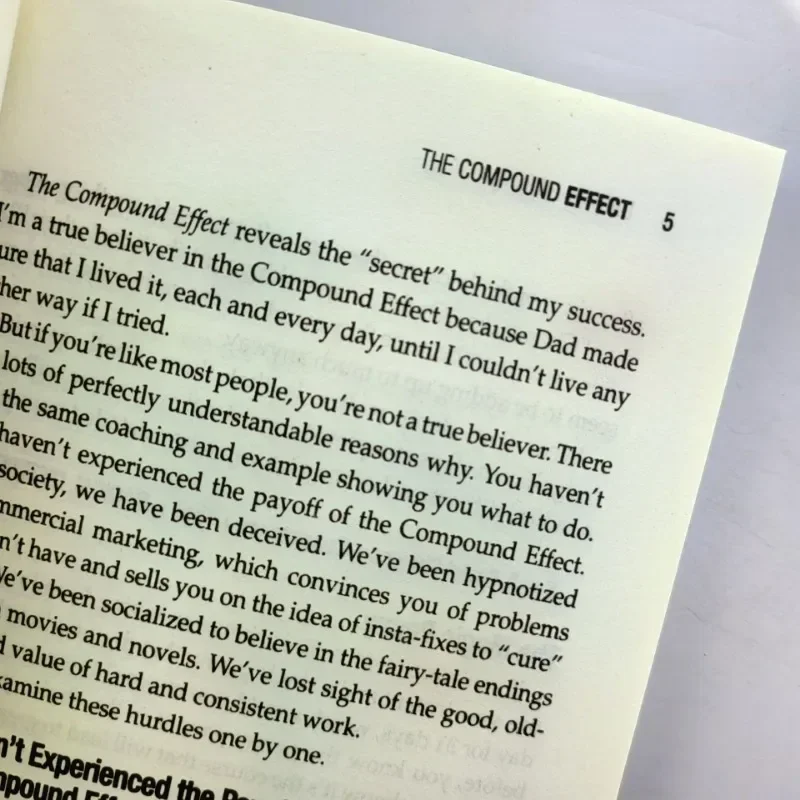 THE COMPOUND EFFECT 5
The Compound Effect reveals the “secret” behind my success.
I’m a true believer in the Compound Effect because Dad made
ure that I lived it, each and every day, until I couldn’t live any
her way if I tried.
But if you’re like most people, you’re not a true believer. There
lots of perfectly understandable reasons why. You haven’t
the same coaching and example showing you what to do.
haven’t experienced the payoff of the Compound Effect.
society, we have been deceived. We’ve been hypnotized
mmercial marketing, which convinces you of problems
n’t have and sells you on the idea of insta-fixes to “cure”
We’ve been socialized to believe in the fairy-tale endings
movies and novels. We’ve lost sight of the good, old-
d value of hard and consistent work.
xamine these hurdles one by one.
n’t Experienced the
mpound